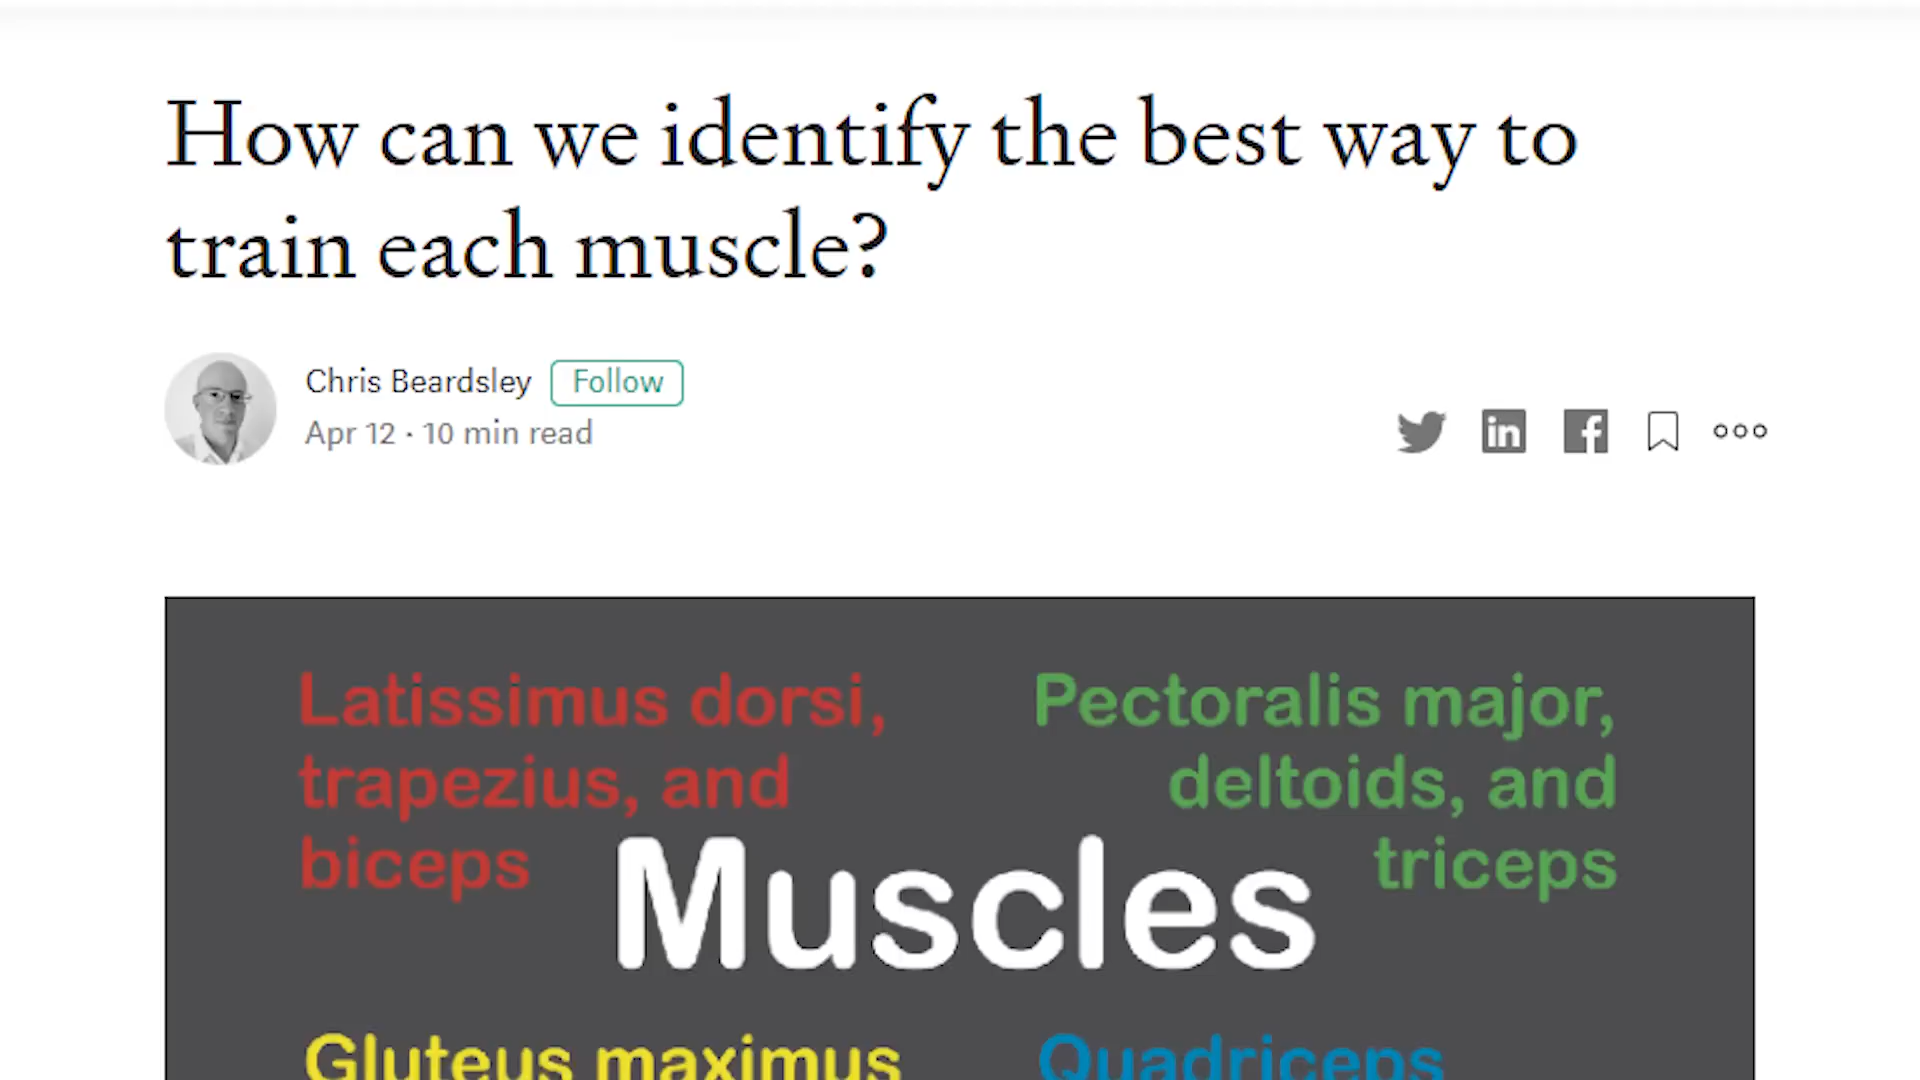 How can we identify the best way to
train each muscle?
Chris Beardsley Follow
Apr 12 · 10 min read
Latissimus dorsi,
trapezius, and
biceps
Pectoralis major,
deltoids, and
triceps
Muscles
Gluteus maximus
Quadriceps